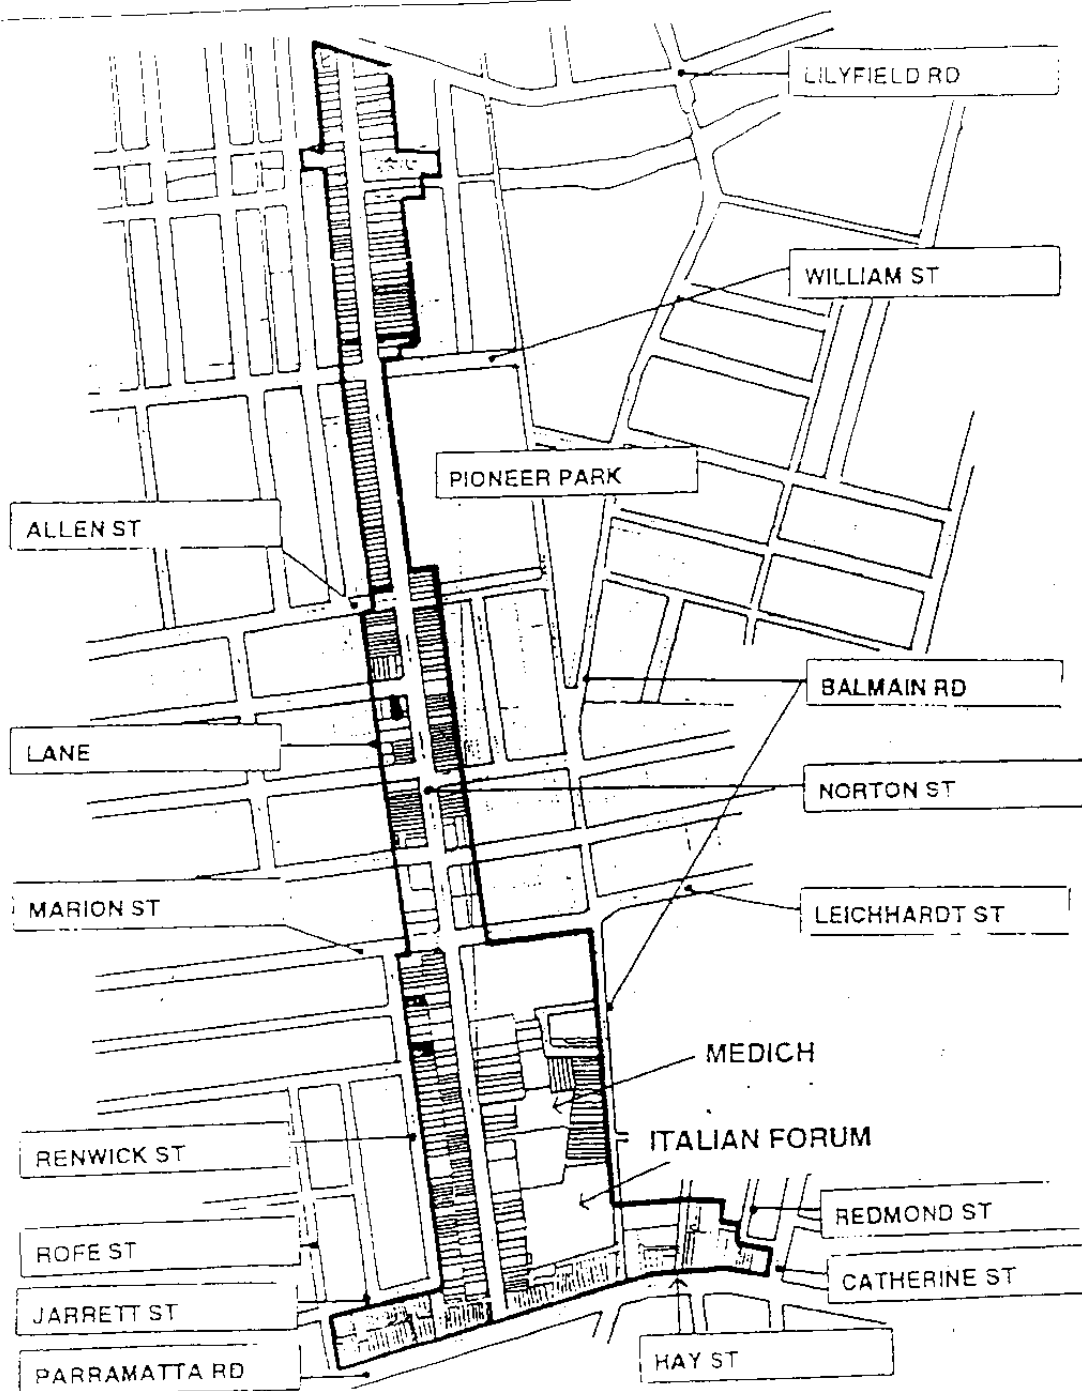 LILYFIELD RD
WILLIAM ST
PIONEER PARK
ALLEN ST
BALMAIN RD
LANE
NORTON ST
MARION ST
LEICHHARDT ST
MEDICH
ITALIAN FORUM
RENWICK ST
REDMOND ST
ROFE ST
CATHERINE ST
JARRETT ST
HAY ST
PARRAMATTA RD